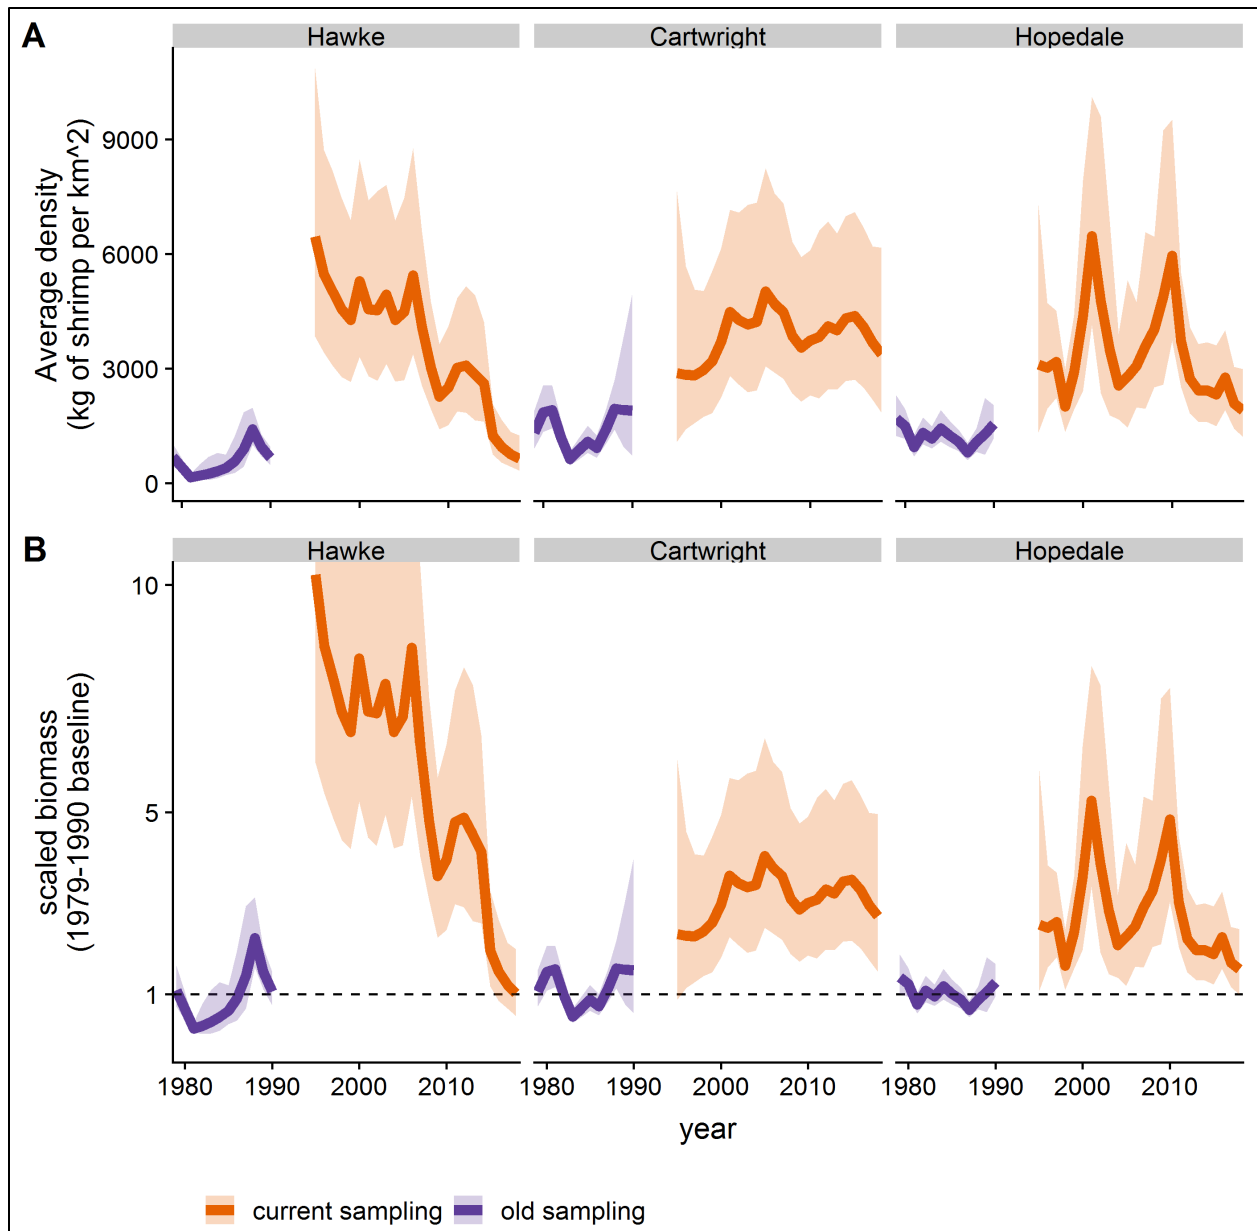 A
Hawke
Cartwright
Hopedale
Average density
(kg of shrimp per km^2)
9000
6000
3000
0
B
Hawke
Cartwright
Hopedale
scaled biomass
(1979-1990 baseline)
10
5
1
1980 1990 2000 2010
1980 1990 2000 2010
1980 1990 2000 2010
year
current sampling
old sampling